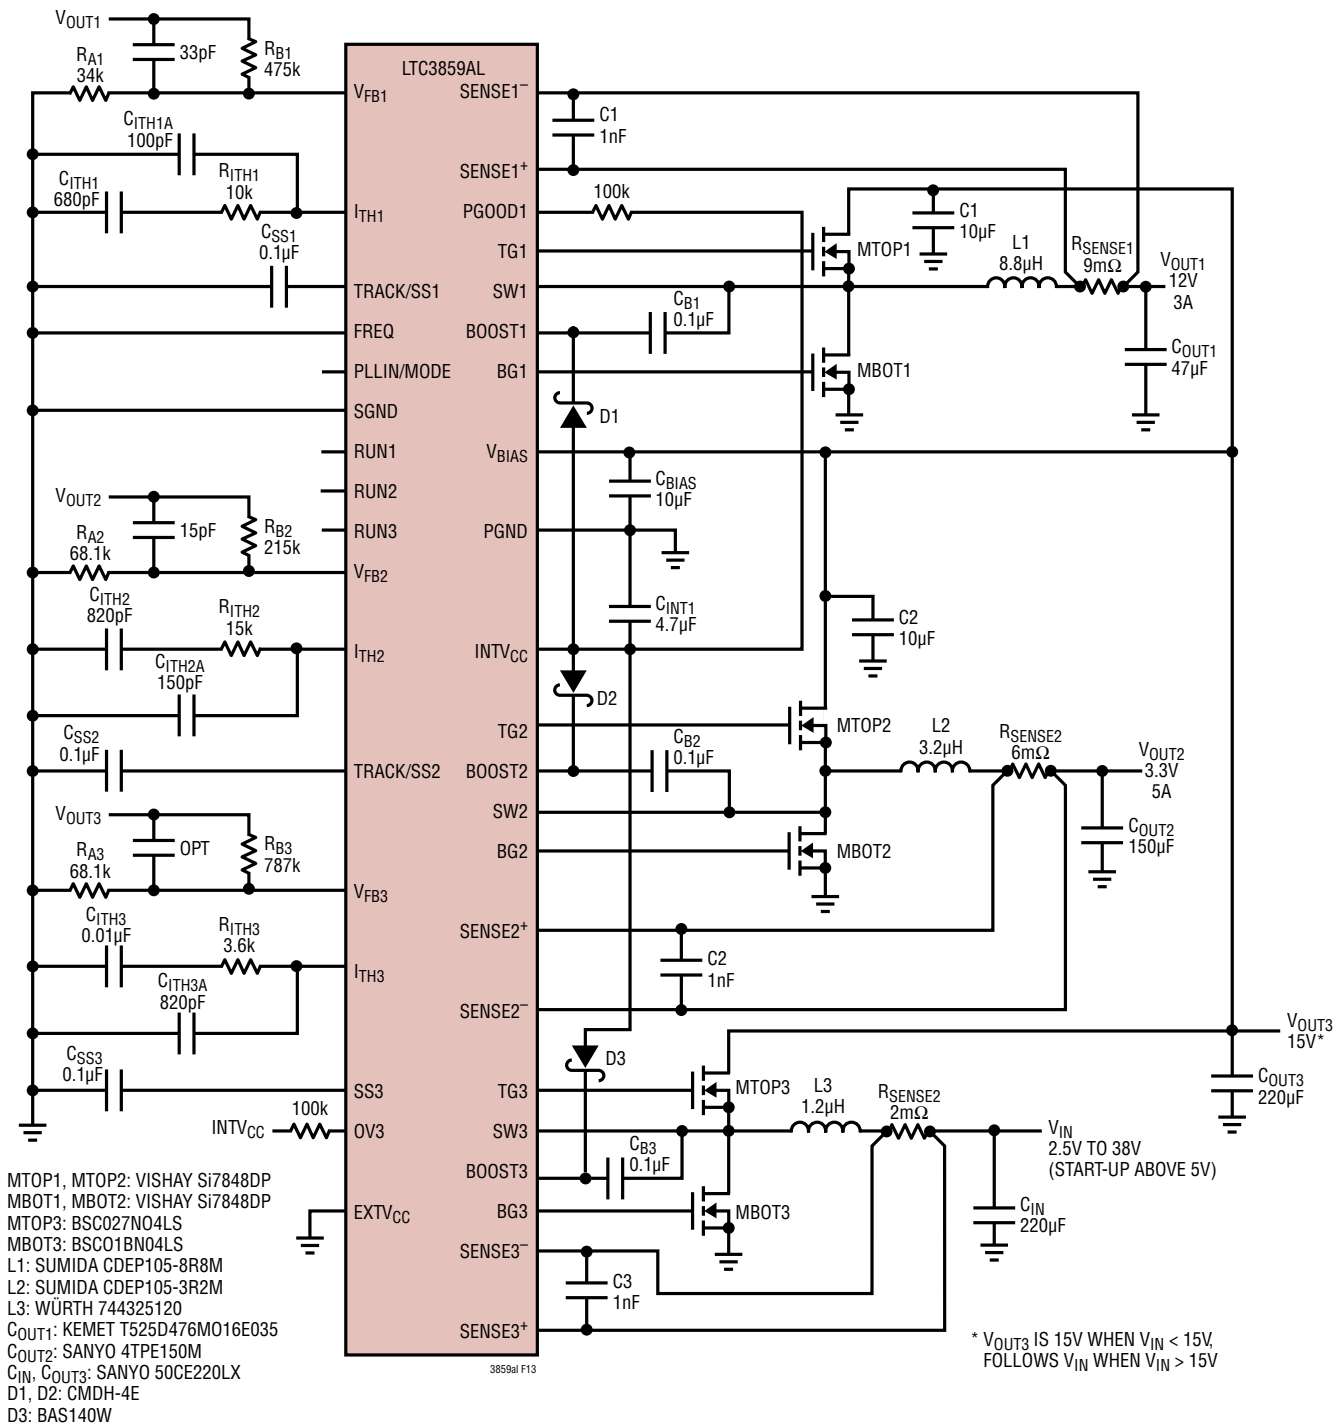 VOUT1
33pF
RB1
475k
RA1
34k
LTC3859AL
VFB1
SENSE1–
C1
1nF
CITH1A
100pF
SENSE1+
CITH1
680pF
RITH1
10k
ITH1
PGOOD1
100k
C1
10µF
CSS1
0.1µF
TG1
MTOP1
L1
8.8µH
RSENSE1
9mΩ
VOUT1
12V
3A
TRACK/SS1
SW1
CB1
0.1µF
FREQ
BOOST1
COUT1
47µF
PLLIN/MODE
BG1
MBOT1
SGND
D1
RUN1
VBIAS
CBIAS
10µF
RUN2
VOUT2
15pF
RB2
215k
RA2
68.1k
RUN3
PGND
VFB2
CITH2
820pF
RITH2
15k
CINT1
4.7µF
C2
10µF
ITH2
INTVCC
CITH2A
150pF
D2
CSS2
0.1µF
TG2
MTOP2
L2
3.2µH
RSENSE2
6mΩ
VOUT2
3.3V
5A
CB2
0.1µF
TRACK/SS2
BOOST2
VOUT3
OPT
RB3
787k
RA3
68.1k
SW2
COUT2
150µF
BG2
MBOT2
VFB3
CITH3
0.01µF
RITH3
3.6k
SENSE2+
C2
1nF
ITH3
CITH3A
820pF
SENSE2–
VOUT3
15V*
CSS3
0.1µF
D3
SS3
TG3
MTOP3
L3
1.2µH
RSENSE2
2mΩ
COUT3
220µF
INTVCC
100k
OV3
SW3
VIN
2.5V TO 38V
(START-UP ABOVE 5V)
CB3
0.1µF
BOOST3
EXTVCC
BG3
MBOT3
CIN
220µF
SENSE3–
C3
1nF
SENSE3+
MTOP1, MTOP2: VISHAY Si7848DP
MBOT1, MBOT2: VISHAY Si7848DP
MTOP3: BSC027NO4LS
MBOT3: BSCO1BN04LS
L1: SUMIDA CDEP105-8R8M
L2: SUMIDA CDEP105-3R2M
L3: WÜRTH 744325120
COUT1: KEMET T525D476MO16E035
COUT2: SANYO 4TPE150M
CIN, COUT3: SANYO 50CE220LX
D1, D2: CMDH-4E
D3: BAS140W
3859al F13
* VOUT3 IS 15V WHEN VIN < 15V,
FOLLOWS VIN WHEN VIN > 15V